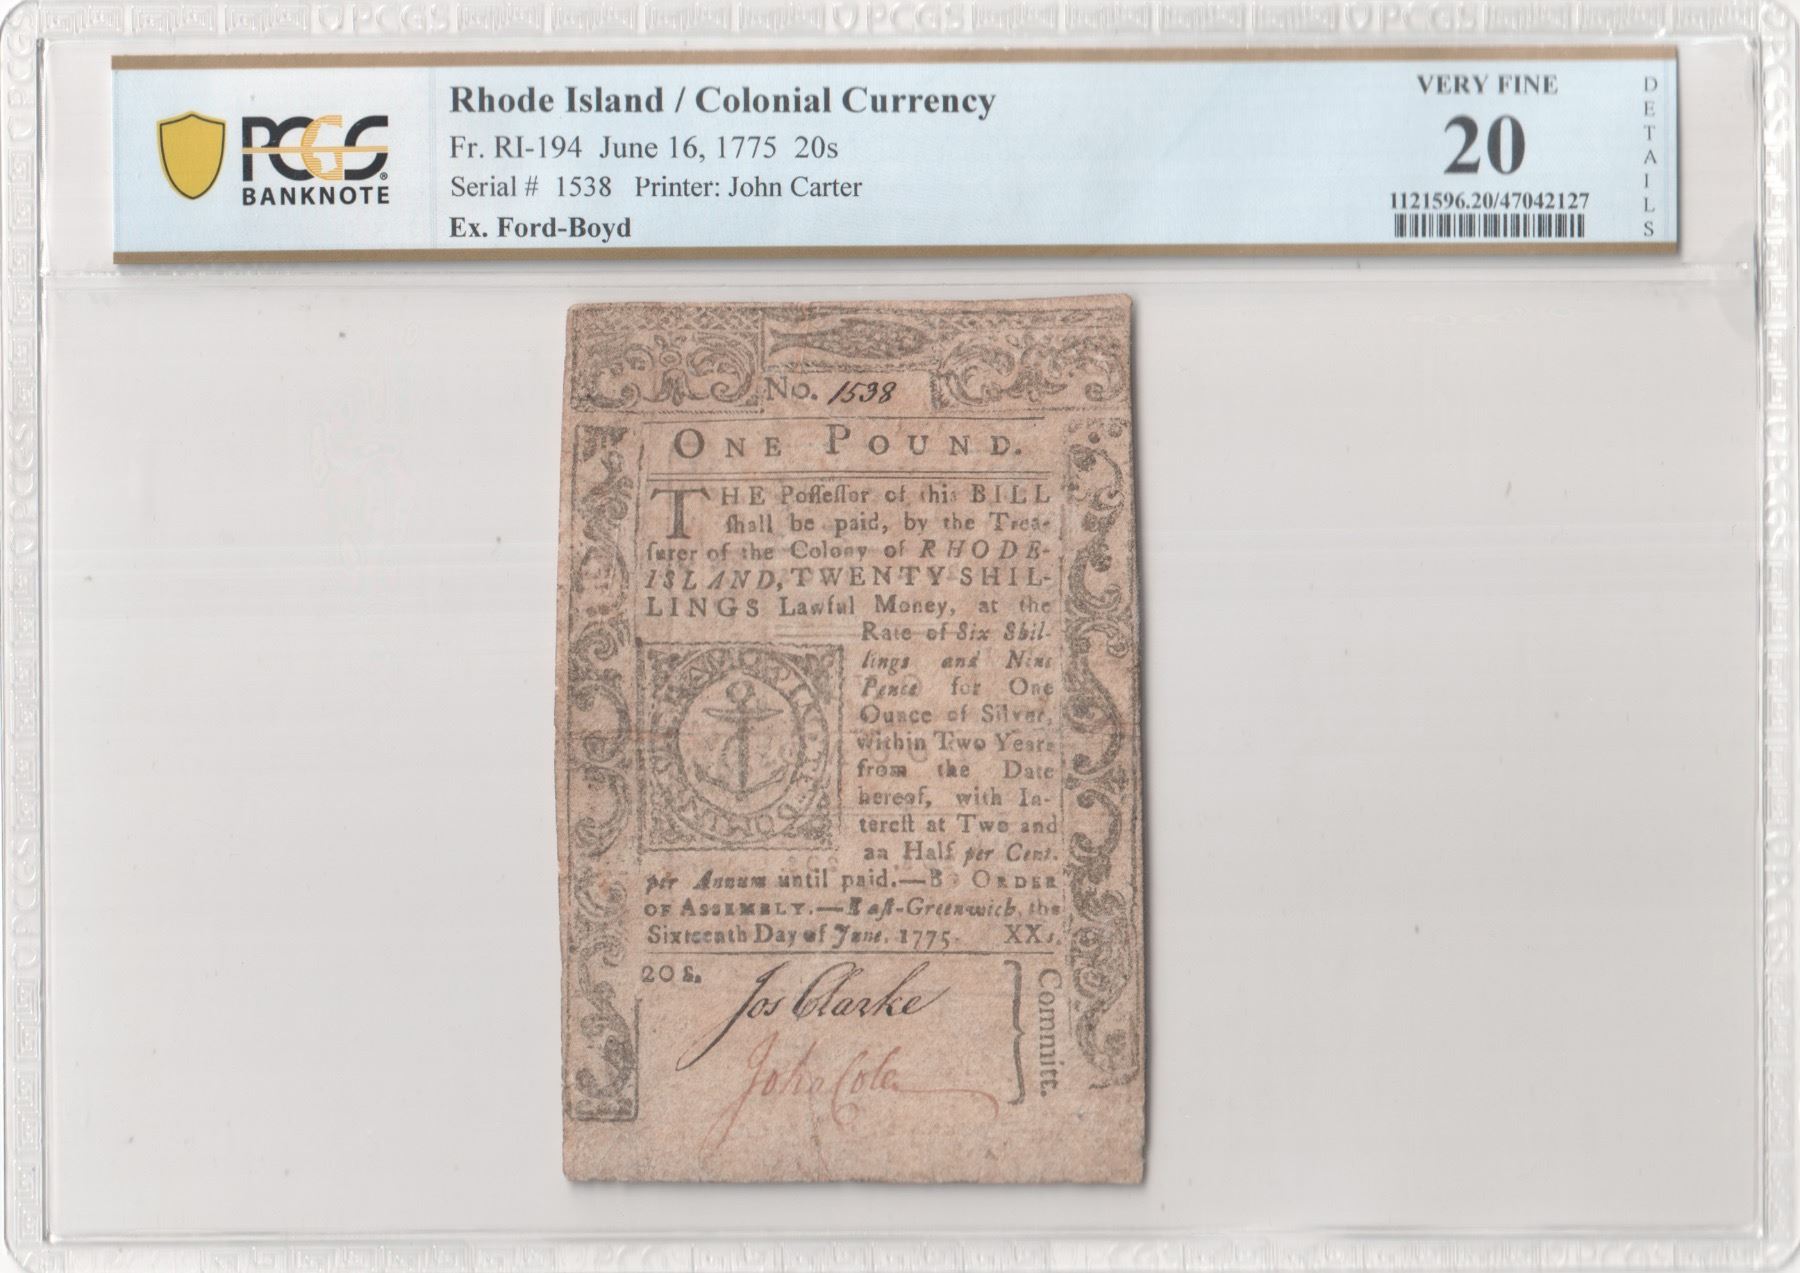 PCGS
BANKNOTE
Rhode Island / Colonial Currency
Fr. RI-194 June 16, 1775 20s
Serial # 1538 Printer: John Carter
Ex. Ford-Boyd
VERY FINE
20
1121596.20/47042127
DETAILS
No. 1538
ONE POUND.
THE Poſſeſſor of this BILL
ſhall be paid, by the Trea-
ſurer of the Colony of RHODE-
ISLAND, TWENTY SHIL-
LINGS Lawful Money, at the
Rate of Six Shil-
lings and Nine
Pence for One
Ounce of Silver,
within Two Years
from the Date
hereof, with In-
tereſt at Two and
an Half per Cent.
per Annum until paid.—By ORDER
OF ASSEMBLY.—Eaſt-Greenwich, the
Sixteenth Day of June, 1775. XXs.
20 S.
Jos Clarke
John Cole
Committ.